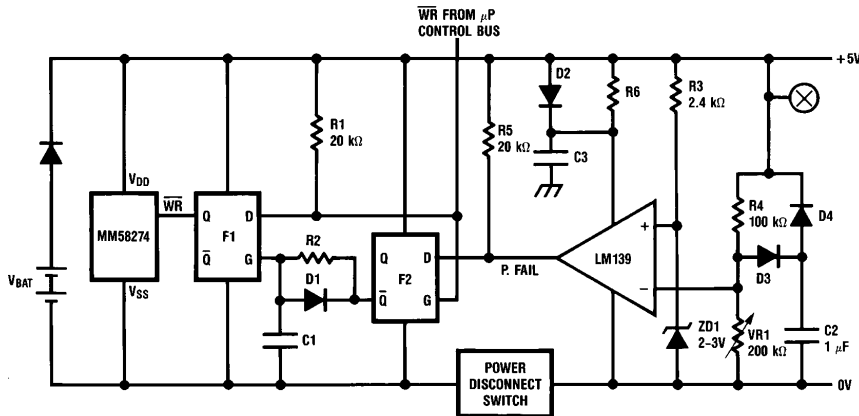 W̅R̅ FROM μP
CONTROL BUS
+5V
D2
R6
R3
2.4 kΩ
R1
20 kΩ
R5
20 kΩ
C3
VDD
W̅R̅
Q
D
MM58274
F1
Q̅
G
R2
D1
C1
VBAT
VSS
Q
D
F2
Q̅
G
P. FAIL
+
LM139
−
R4
100 kΩ
D4
D3
ZD1
2–3V
VR1
200 kΩ
C2
1 μF
POWER
DISCONNECT
SWITCH
0V